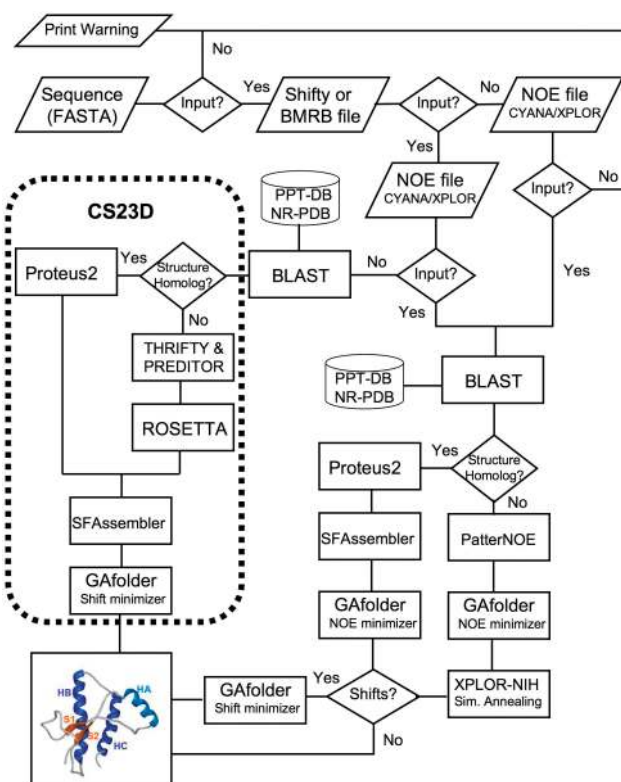 Print Warning
No
Sequence
(FASTA)
Input?
Yes
Shifty or
BMRB file
Input?
No
NOE file
CYANA/XPLOR
Yes
NOE file
CYANA/XPLOR
Input?
No
Yes
CS23D
PPT-DB
NR-PDB
Proteus2
Yes
Structure
Homolog?
BLAST
No
Input?
Yes
No
THRIFTY &
PREDITOR
ROSETTA
PPT-DB
NR-PDB
BLAST
Proteus2
Yes
Structure
Homolog?
No
SFAssembler
SFAssembler
PatterNOE
GAfolder
Shift minimizer
GAfolder
NOE minimizer
GAfolder
NOE minimizer
HB
HA
S1
S2
HC
GAfolder
Shift minimizer
Yes
Shifts?
No
XPLOR-NIH
Sim. Annealing